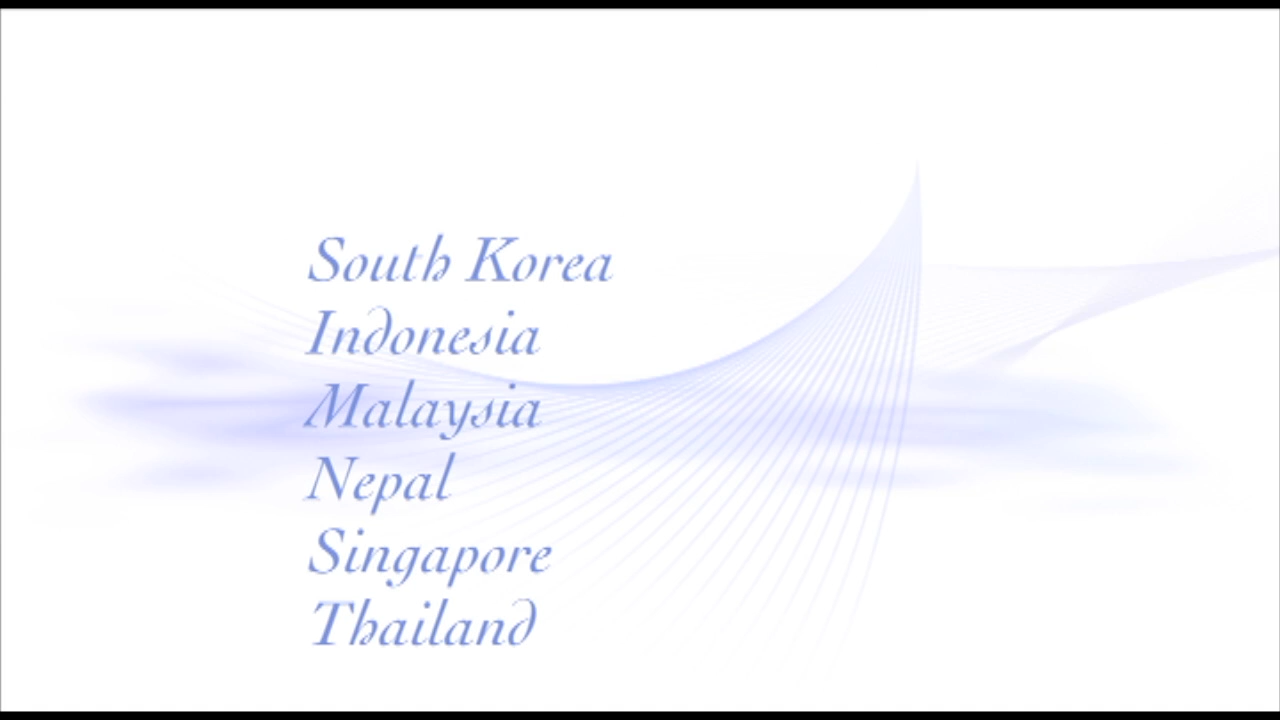 South Korea
Indonesia
Malaysia
Nepal
Singapore
Thailand